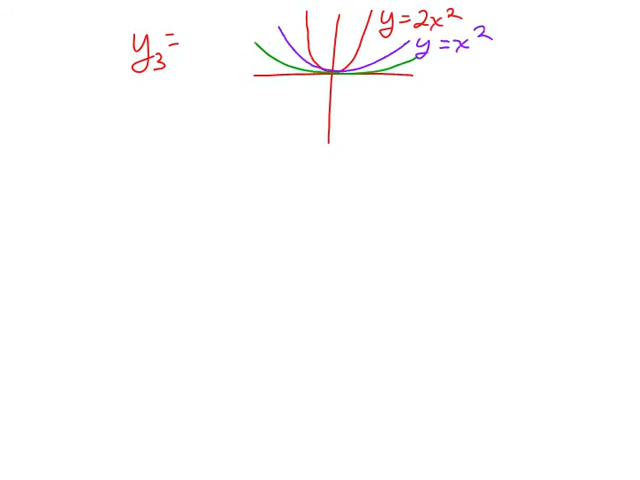 y₃ =
y = 2x²
y = x²